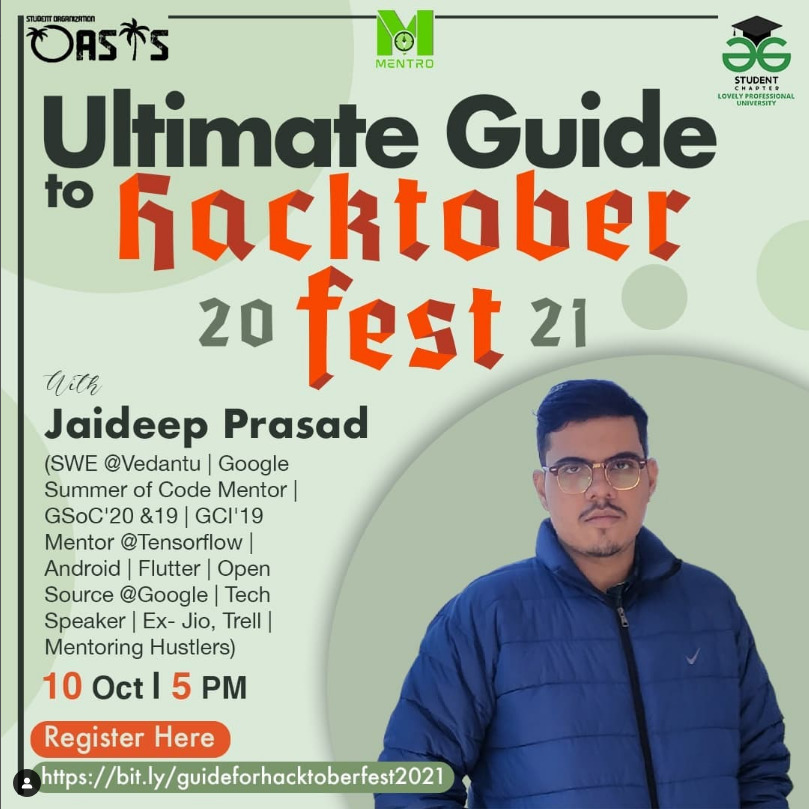 STUDENT ORGANIZATION
OASIS
MENTRO
STUDENT
CHAPTER
LOVELY PROFESSIONAL
UNIVERSITY
Ultimate Guide
to hacktober
20 fest 21
With
Jaideep Prasad
(SWE @Vedantu | Google
Summer of Code Mentor |
GSoC'20 &19 | GCI'19
Mentor @Tensorflow |
Android | Flutter | Open
Source @Google | Tech
Speaker | Ex- Jio, Trell |
Mentoring Hustlers)
10 Oct | 5 PM
Register Here
https://bit.ly/guideforhacktoberfest2021